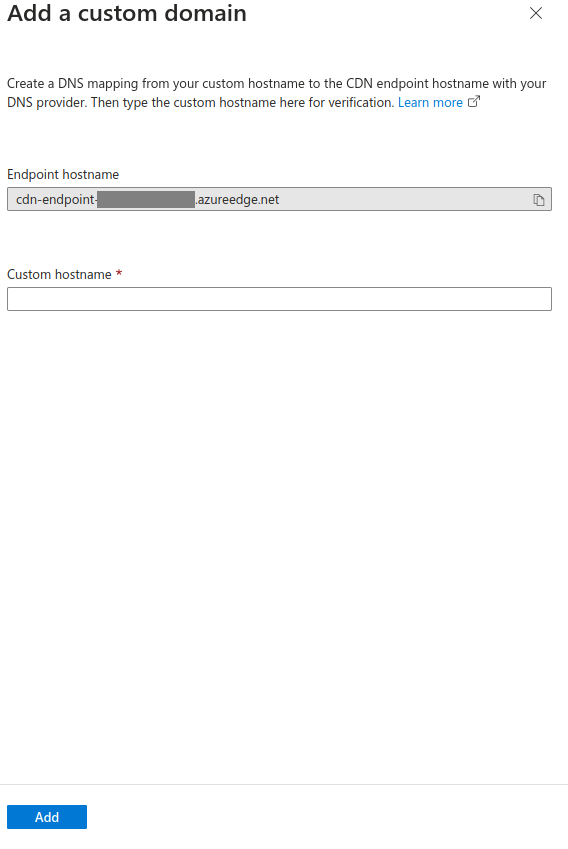 Add a custom domain
Create a DNS mapping from your custom hostname to the CDN endpoint hostname with your
DNS provider. Then type the custom hostname here for verification. Learn more
Endpoint hostname
cdn-endpoint-.azureedge.net
Custom hostname *
Add